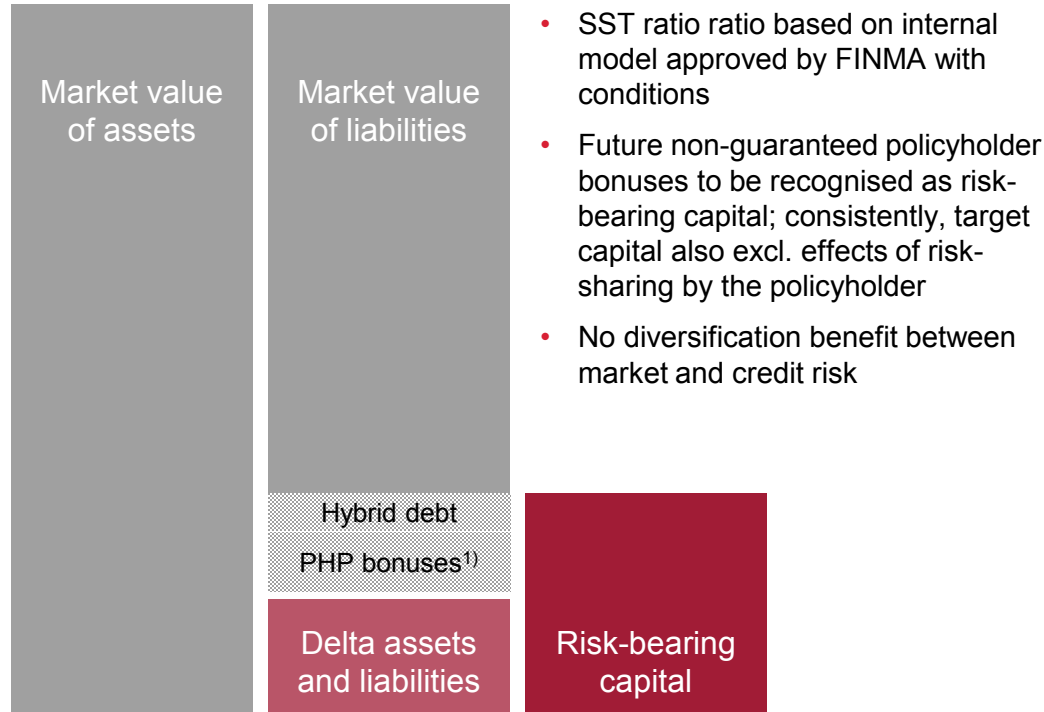 Market value
of assets
Market value
of liabilities
Hybrid debt
PHP bonuses1)
Delta assets
and liabilities
Risk-bearing
capital
• SST ratio ratio based on internal
model approved by FINMA with
conditions
• Future non-guaranteed policyholder
bonuses to be recognised as risk-
bearing capital; consistently, target
capital also excl. effects of risk-
sharing by the policyholder
• No diversification benefit between
market and credit risk